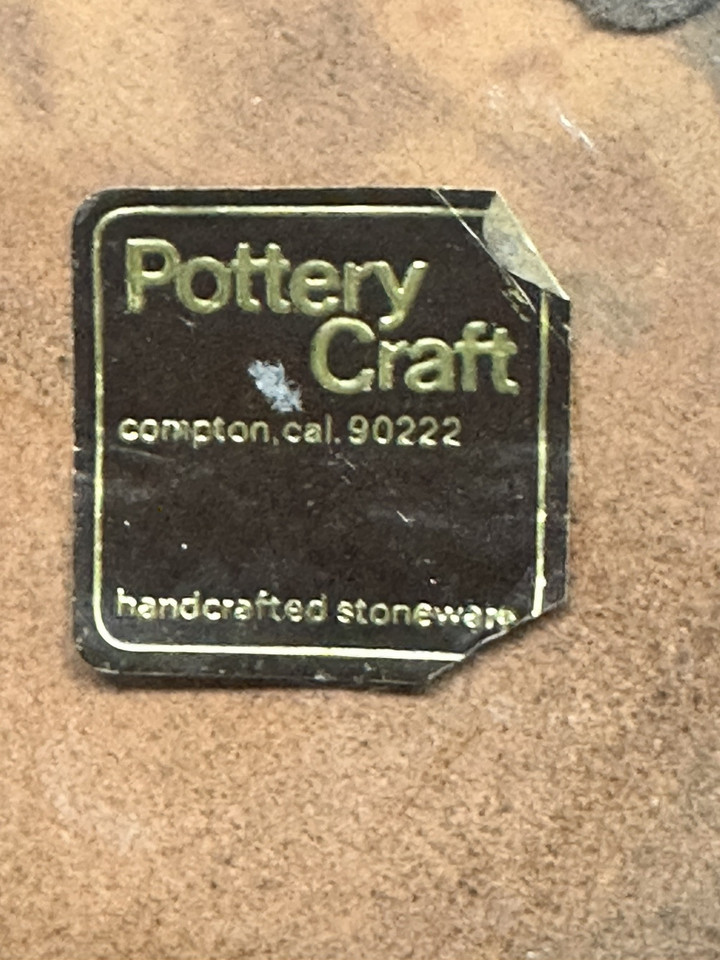 Pottery
Craft
compton, cal. 90222
handcrafted stoneware